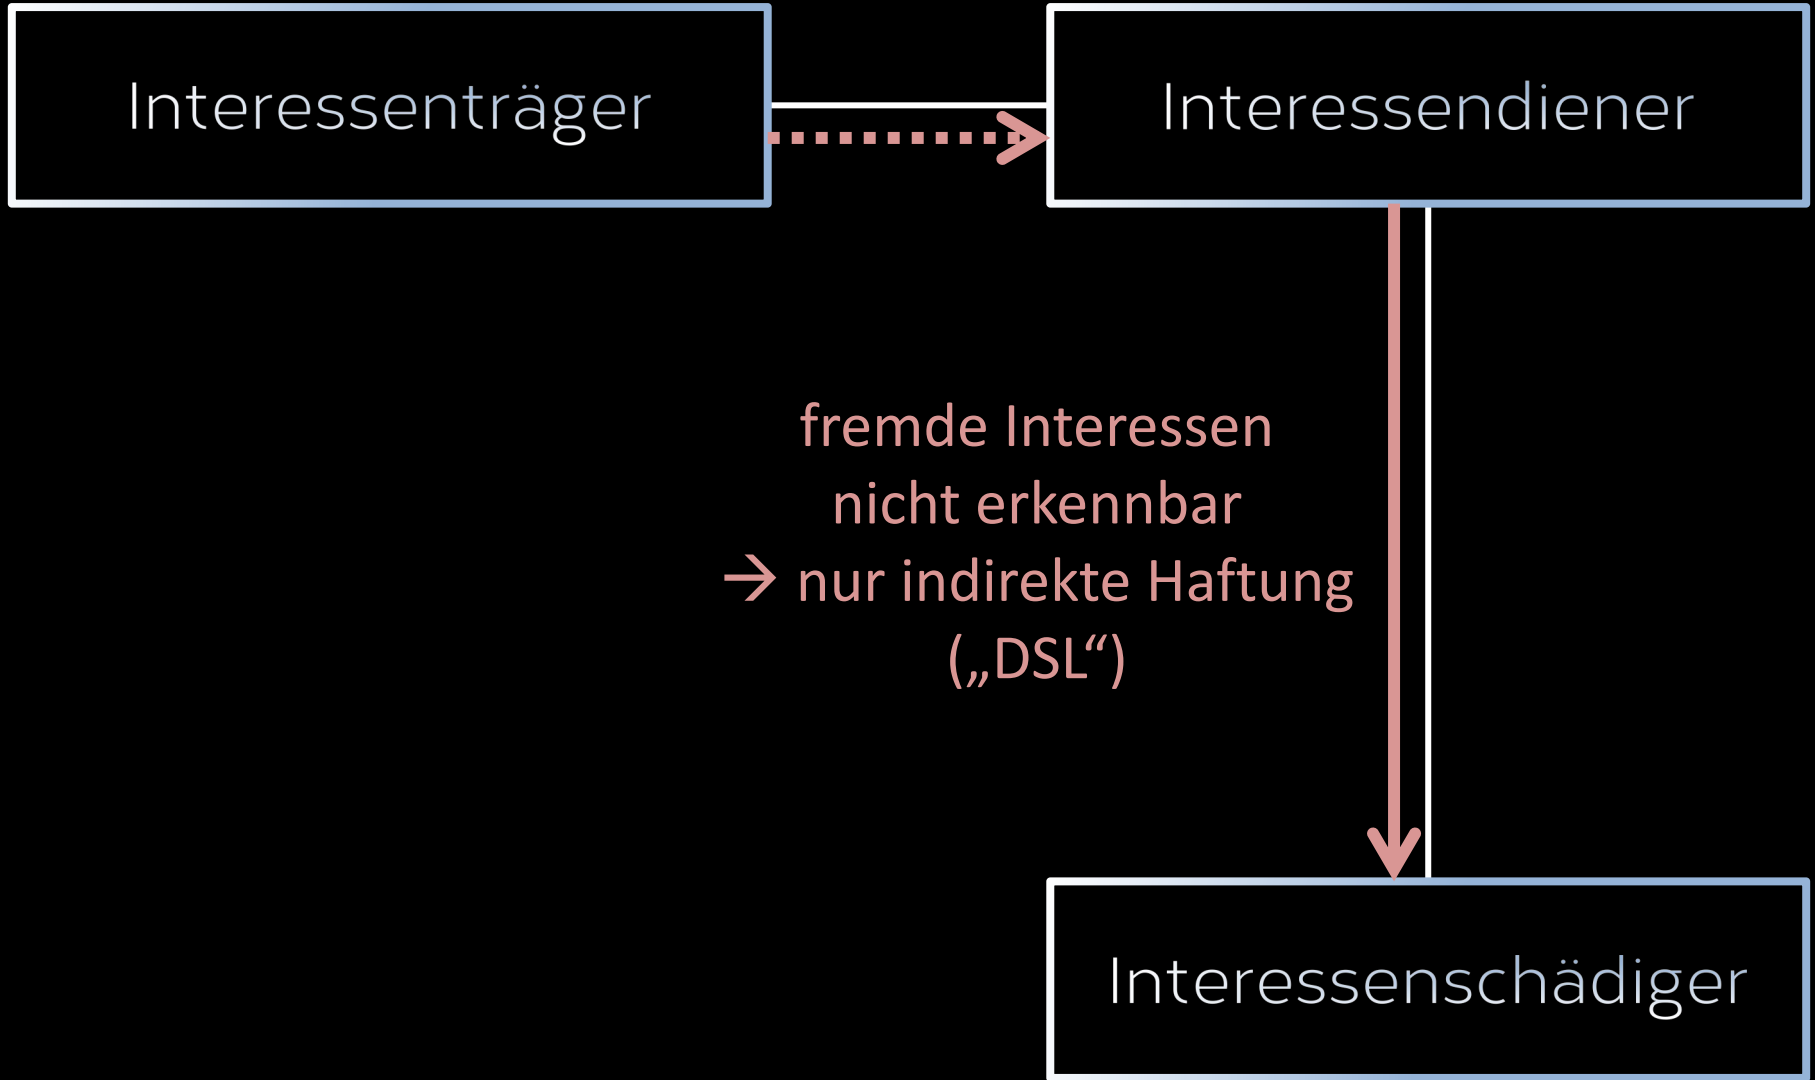 Interessenträger
Interessendiener
fremde Interessen
nicht erkennbar
→ nur indirekte Haftung
(„DSL“)
Interessenschädiger